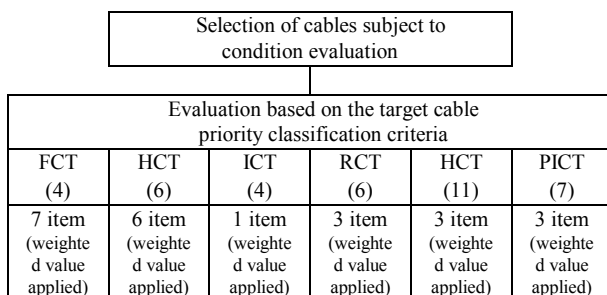 Selection of cables subject to
condition evaluation
Evaluation based on the target cable
priority classification criteria
FCT HCT ICT RCT HCT PICT
(4) (6) (4) (6) (11) (7)
7 item 6 item 1 item 3 item 3 item 3 item
(weighte (weighte (weighte (weighte (weighte (weighte
d value d value d value d value d value d value
applied) applied) applied) applied) applied) applied)